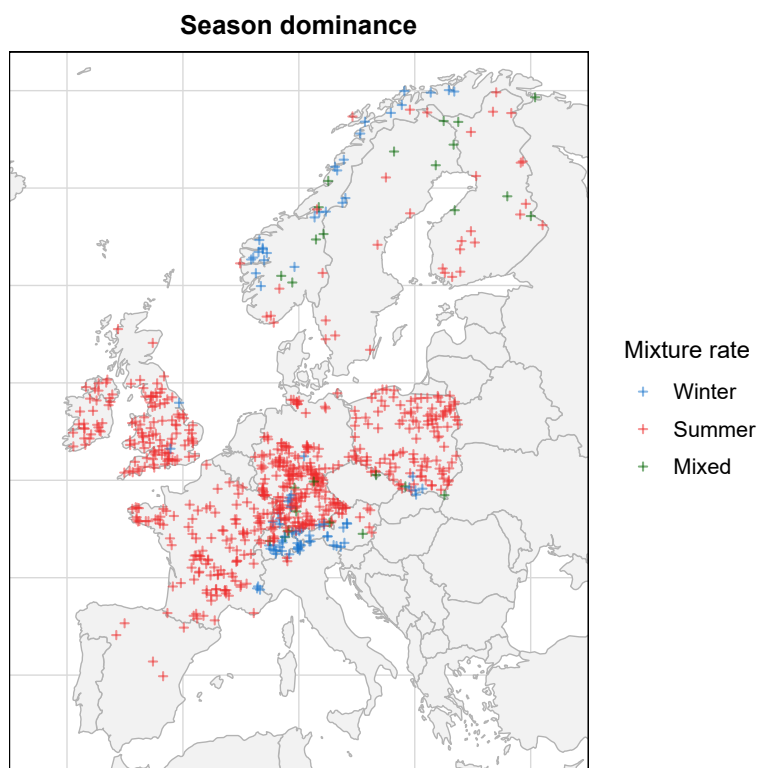 Season dominance
Mixture rate
Winter
Summer
Mixed